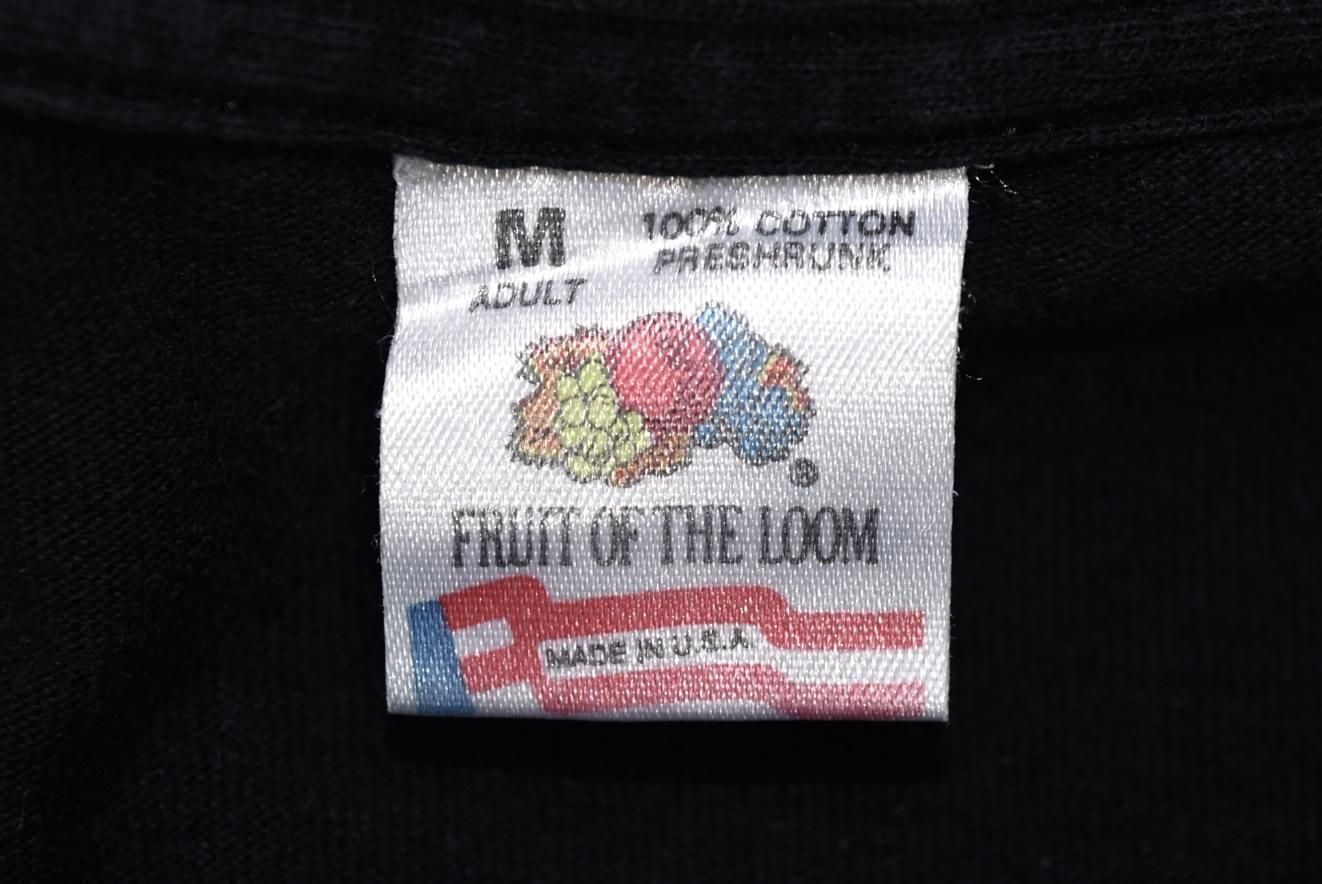 M
ADULT
100% COTTON
PRESHRUNK
®
FRUIT OF THE LOOM
MADE IN U.S.A.